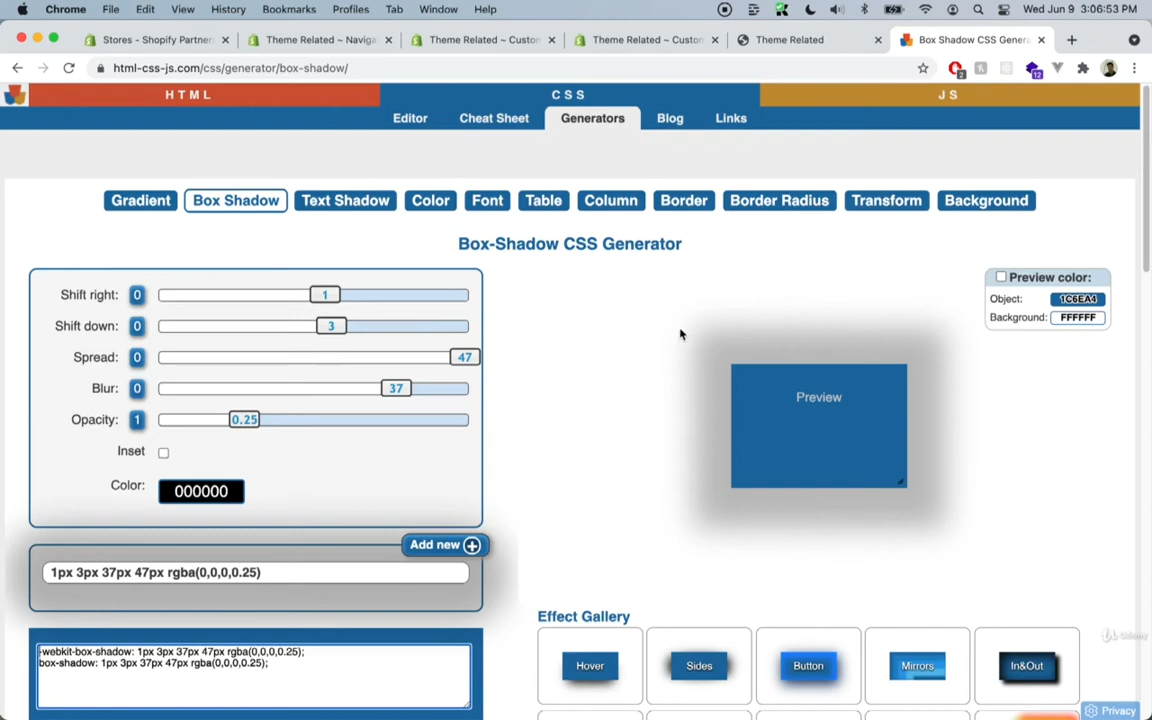 Chrome File Edit View History Bookmarks Profiles Tab Window Help Wed Jun 9 3:06:53 PM
Stores - Shopify Partner Theme Related ~ Naviga Theme Related ~ Custon Theme Related ~ Custon Theme Related Box Shadow CSS Genera
html-css-js.com/css/generator/box-shadow/
2 12
HTML CSS JS
Editor Cheat Sheet Generators Blog Links
Gradient Box Shadow Text Shadow Color Font Table Column Border Border Radius Transform Background
Box-Shadow CSS Generator
Shift right: 0 1
Shift down: 0 3
Spread: 0 47
Blur: 0 37
Opacity: 1 0.25
Inset
Color: 000000
Preview
Preview color:
Object: 1C6EA4
Background: FFFFFF
Add new
1px 3px 37px 47px rgba(0,0,0,0.25)
-webkit-box-shadow: 1px 3px 37px 47px rgba(0,0,0,0.25);
box-shadow: 1px 3px 37px 47px rgba(0,0,0,0.25);
Effect Gallery
Hover Sides Button Mirrors In&Out
Udemy
Privacy